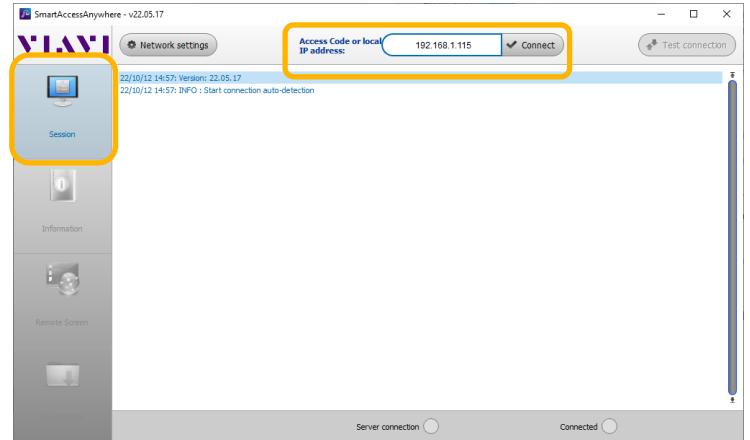 SmartAccessAnywhere - v22.05.17
VIAVI
Network settings
Access Code or local
IP address:
192.168.1.115
Connect
Test connection
22/10/12 14:57: Version: 22.05.17
22/10/12 14:57: INFO : Start connection auto-detection
Session
Information
Remote Screen
Server connection
Connected